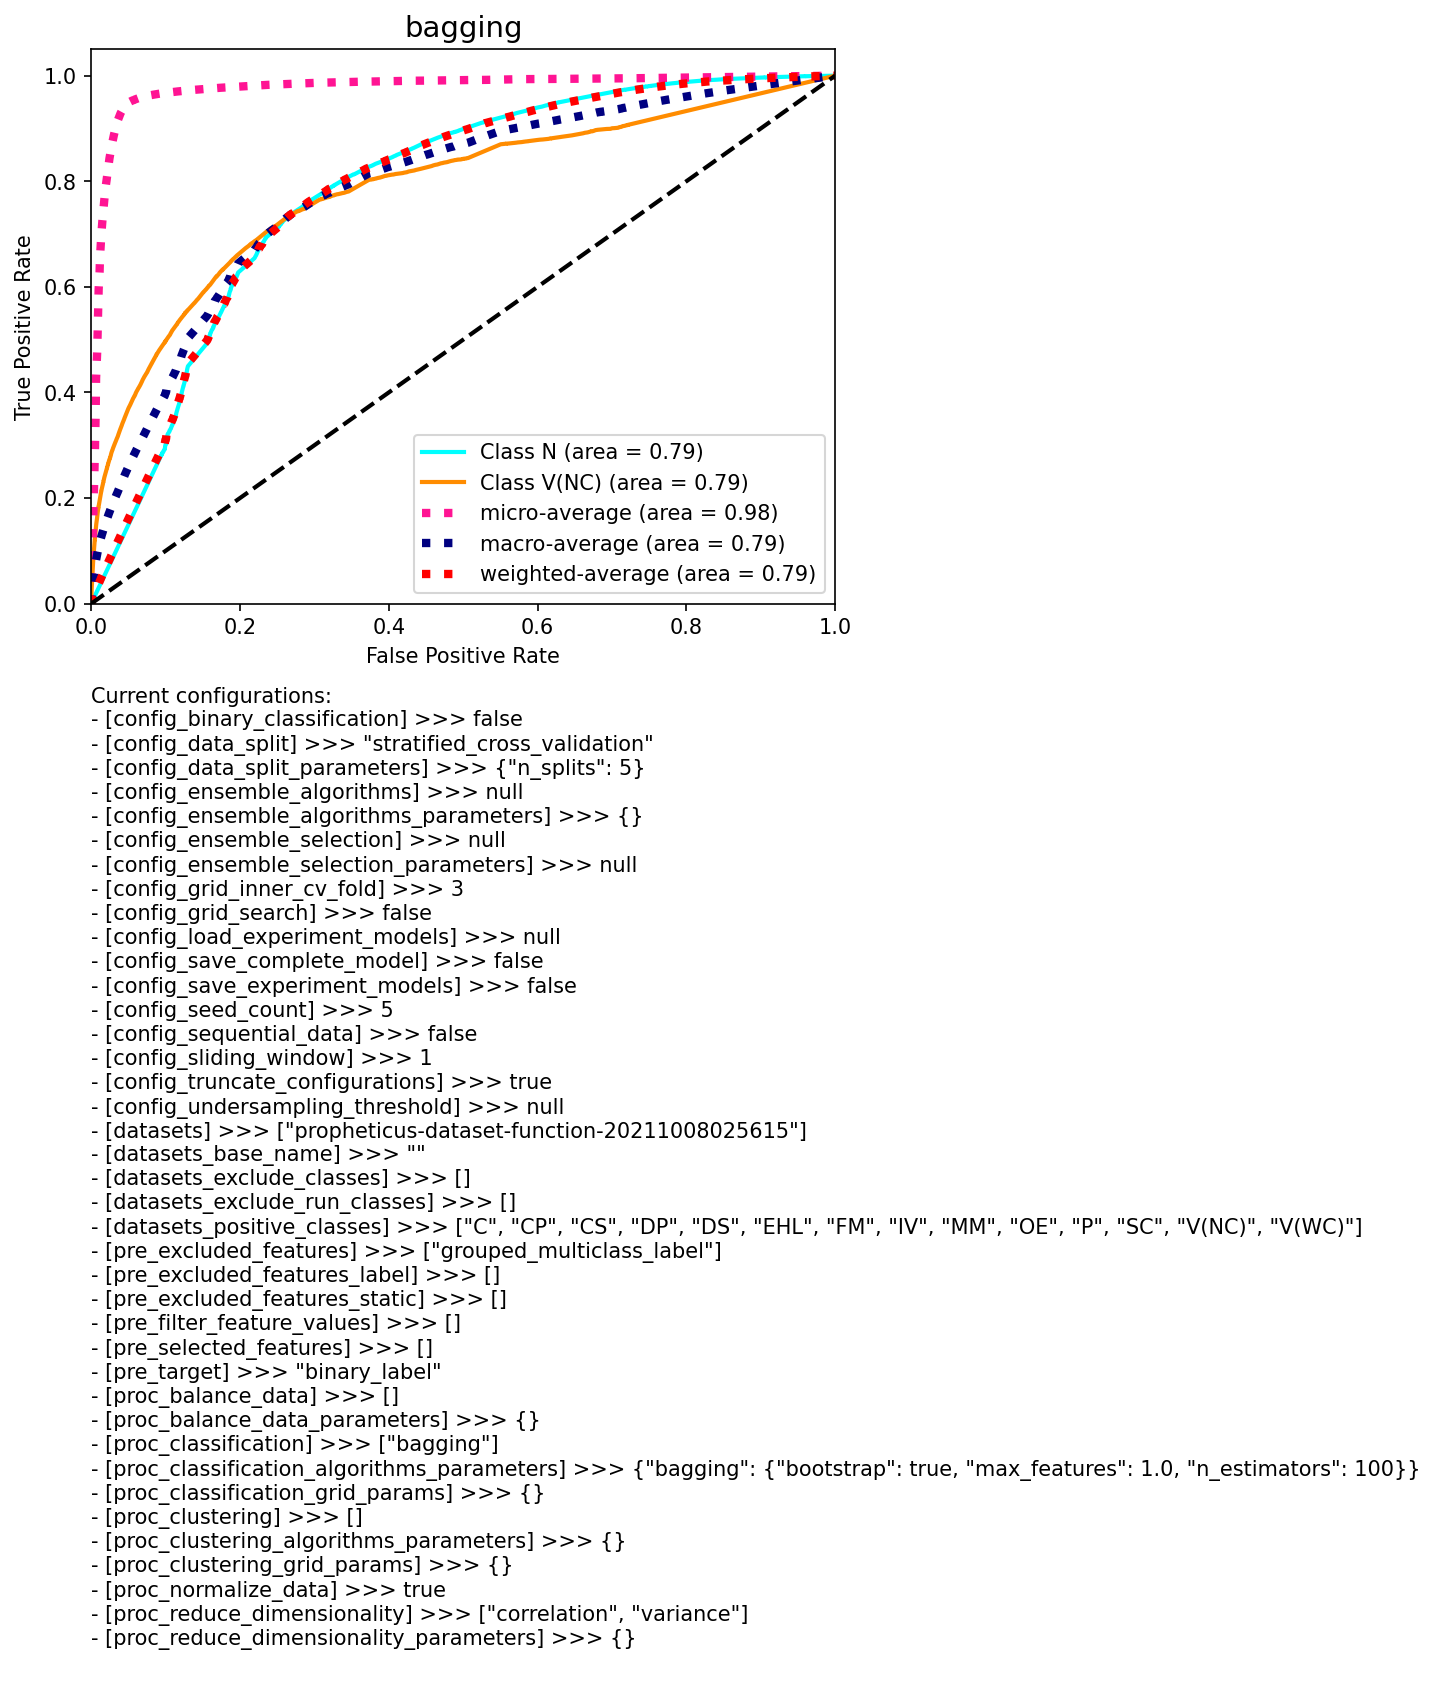 bagging
1.0
0.8
0.6
0.4
0.2
0.0
True Positive Rate
Class N (area = 0.79)
Class V(NC) (area = 0.79)
micro-average (area = 0.98)
macro-average (area = 0.79)
weighted-average (area = 0.79)
0.0 0.2 0.4 0.6 0.8 1.0
False Positive Rate
Current configurations:
- [config_binary_classification] >>> false
- [config_data_split] >>> "stratified_cross_validation"
- [config_data_split_parameters] >>> {"n_splits": 5}
- [config_ensemble_algorithms] >>> null
- [config_ensemble_algorithms_parameters] >>> {}
- [config_ensemble_selection] >>> null
- [config_ensemble_selection_parameters] >>> null
- [config_grid_inner_cv_fold] >>> 3
- [config_grid_search] >>> false
- [config_load_experiment_models] >>> null
- [config_save_complete_model] >>> false
- [config_save_experiment_models] >>> false
- [config_seed_count] >>> 5
- [config_sequential_data] >>> false
- [config_sliding_window] >>> 1
- [config_truncate_configurations] >>> true
- [config_undersampling_threshold] >>> null
- [datasets] >>> ["propheticus-dataset-function-20211008025615"]
- [datasets_base_name] >>> ""
- [datasets_exclude_classes] >>> []
- [datasets_exclude_run_classes] >>> []
- [datasets_positive_classes] >>> ["C", "CP", "CS", "DP", "DS", "EHL", "FM", "IV", "MM", "OE", "P", "SC", "V(NC)", "V(WC)"]
- [pre_excluded_features] >>> ["grouped_multiclass_label"]
- [pre_excluded_features_label] >>> []
- [pre_excluded_features_static] >>> []
- [pre_filter_feature_values] >>> []
- [pre_selected_features] >>> []
- [pre_target] >>> "binary_label"
- [proc_balance_data] >>> []
- [proc_balance_data_parameters] >>> {}
- [proc_classification] >>> ["bagging"]
- [proc_classification_algorithms_parameters] >>> {"bagging": {"bootstrap": true, "max_features": 1.0, "n_estimators": 100}}
- [proc_classification_grid_params] >>> {}
- [proc_clustering] >>> []
- [proc_clustering_algorithms_parameters] >>> {}
- [proc_clustering_grid_params] >>> {}
- [proc_normalize_data] >>> true
- [proc_reduce_dimensionality] >>> ["correlation", "variance"]
- [proc_reduce_dimensionality_parameters] >>> {}